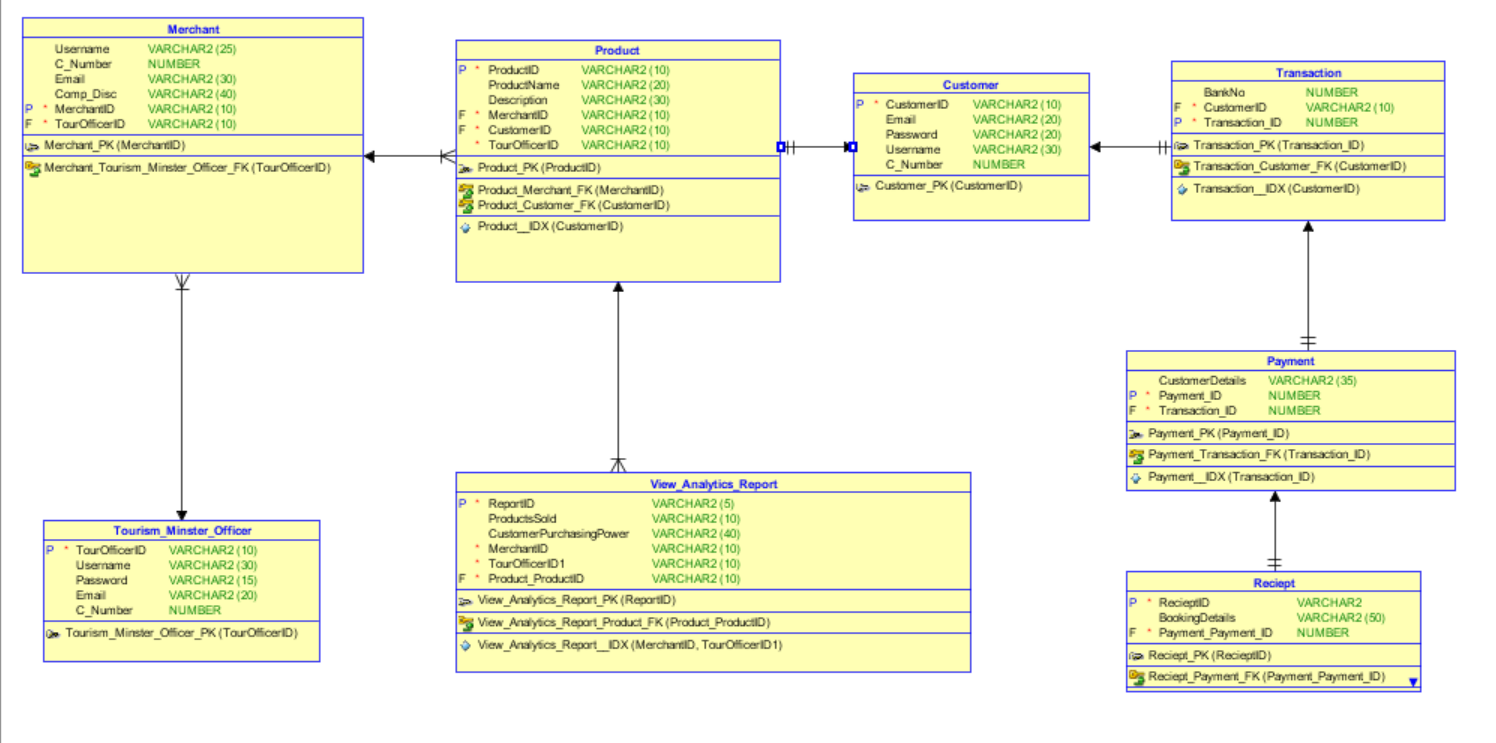 Merchant
Username VARCHAR2 (25)
C_Number NUMBER
Email VARCHAR2 (30)
Comp_Disc VARCHAR2 (40)
P * MerchantID VARCHAR2 (10)
F * TourOfficerID VARCHAR2 (10)
Merchant_PK (MerchantID)
Merchant_Tourism_Minster_Officer_FK (TourOfficerID)
Product
P * ProductID VARCHAR2 (10)
ProductName VARCHAR2 (20)
Description VARCHAR2 (30)
F * MerchantID VARCHAR2 (10)
F * CustomerID VARCHAR2 (10)
* TourOfficerID VARCHAR2 (10)
Product_PK (ProductID)
Product_Merchant_FK (MerchantID)
Product_Customer_FK (CustomerID)
Product__IDX (CustomerID)
Customer
P * CustomerID VARCHAR2 (10)
Email VARCHAR2 (20)
Password VARCHAR2 (20)
Username VARCHAR2 (30)
C_Number NUMBER
Customer_PK (CustomerID)
Transaction
BankNo NUMBER
F * CustomerID VARCHAR2 (10)
P * Transaction_ID NUMBER
Transaction_PK (Transaction_ID)
Transaction_Customer_FK (CustomerID)
Transaction__IDX (CustomerID)
Tourism_Minster_Officer
P * TourOfficerID VARCHAR2 (10)
Username VARCHAR2 (30)
Password VARCHAR2 (15)
Email VARCHAR2 (20)
C_Number NUMBER
Tourism_Minster_Officer_PK (TourOfficerID)
View_Analytics_Report
P * ReportID VARCHAR2 (5)
ProductsSold VARCHAR2 (10)
CustomerPurchasingPower VARCHAR2 (40)
* MerchantID VARCHAR2 (10)
* TourOfficerID1 VARCHAR2 (10)
F * Product_ProductID VARCHAR2 (10)
View_Analytics_Report_PK (ReportID)
View_Analytics_Report_Product_FK (Product_ProductID)
View_Analytics_Report__IDX (MerchantID, TourOfficerID1)
Payment
CustomerDetails VARCHAR2 (35)
P * Payment_ID NUMBER
F * Transaction_ID NUMBER
Payment_PK (Payment_ID)
Payment_Transaction_FK (Transaction_ID)
Payment__IDX (Transaction_ID)
Reciept
P * RecieptID VARCHAR2
BookingDetails VARCHAR2 (50)
F * Payment_Payment_ID NUMBER
Reciept_PK (RecieptID)
Reciept_Payment_FK (Payment_Payment_ID)